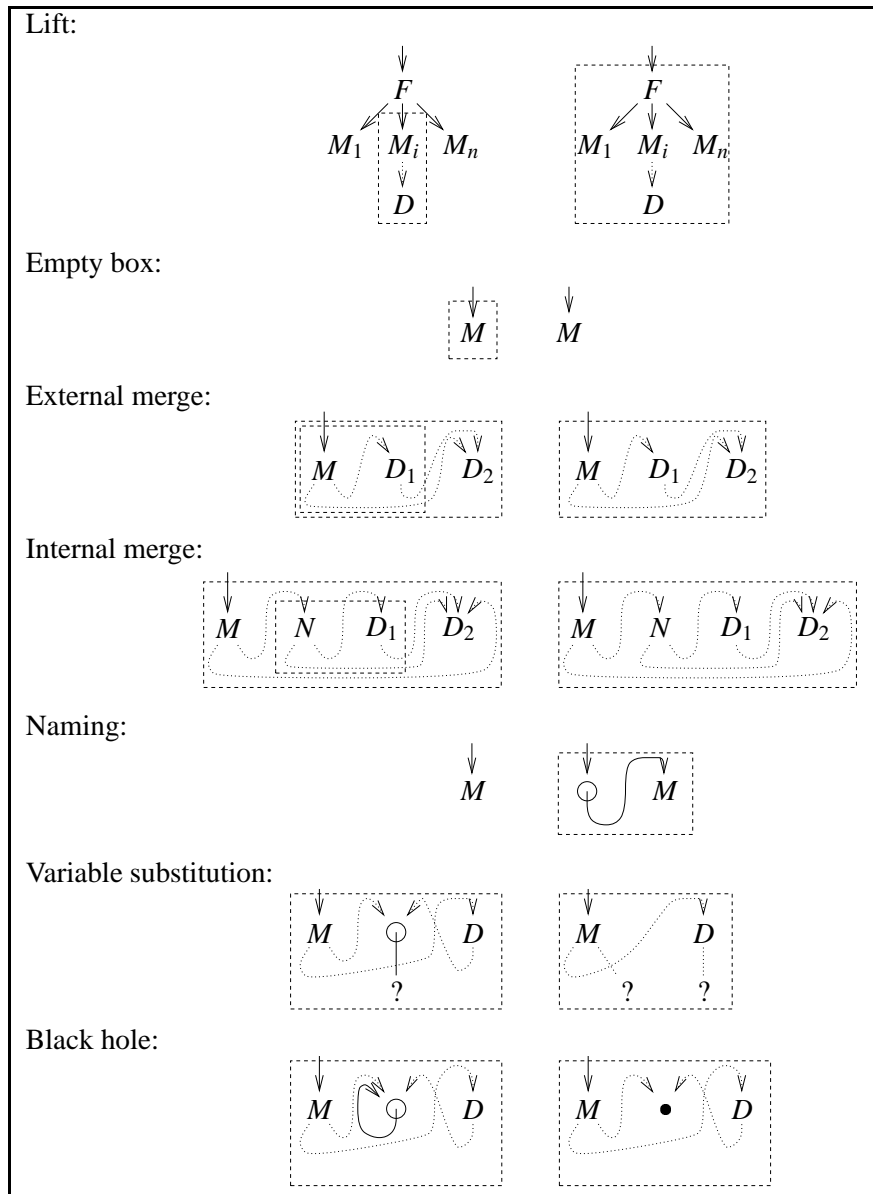 Lift:
F F
M1 Mi Mn M1 Mi Mn
D D
Empty box:
M M
External merge:
M D1 D2 M D1 D2
Internal merge:
M N D1 D2 M N D1 D2
Naming:
M M
Variable substitution:
M D M D
? ? ?
Black hole:
M D M D